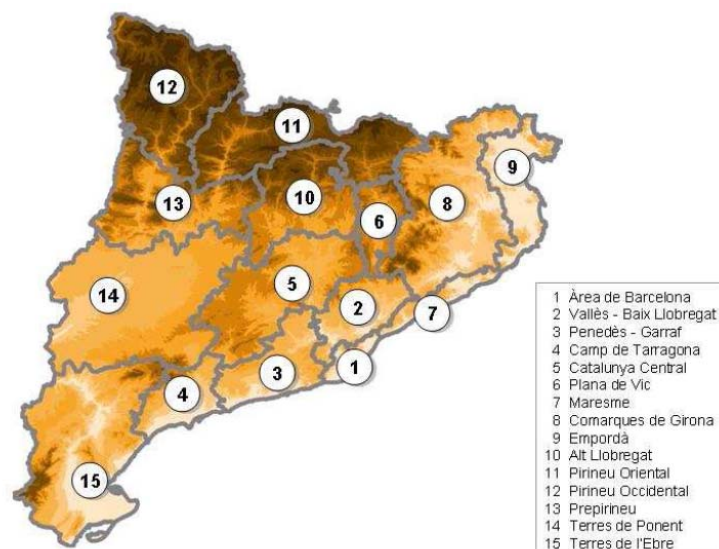 12
11
9
10
13
8
6
5
14
2
7
1
3
4
15
1 Àrea de Barcelona
2 Vallès - Baix Llobregat
3 Penedès - Garraf
4 Camp de Tarragona
5 Catalunya Central
6 Plana de Vic
7 Maresme
8 Comarques de Girona
9 Empordà
10 Alt Llobregat
11 Pirineu Oriental
12 Pirineu Occidental
13 Prepirineu
14 Terres de Ponent
15 Terres de l'Ebre